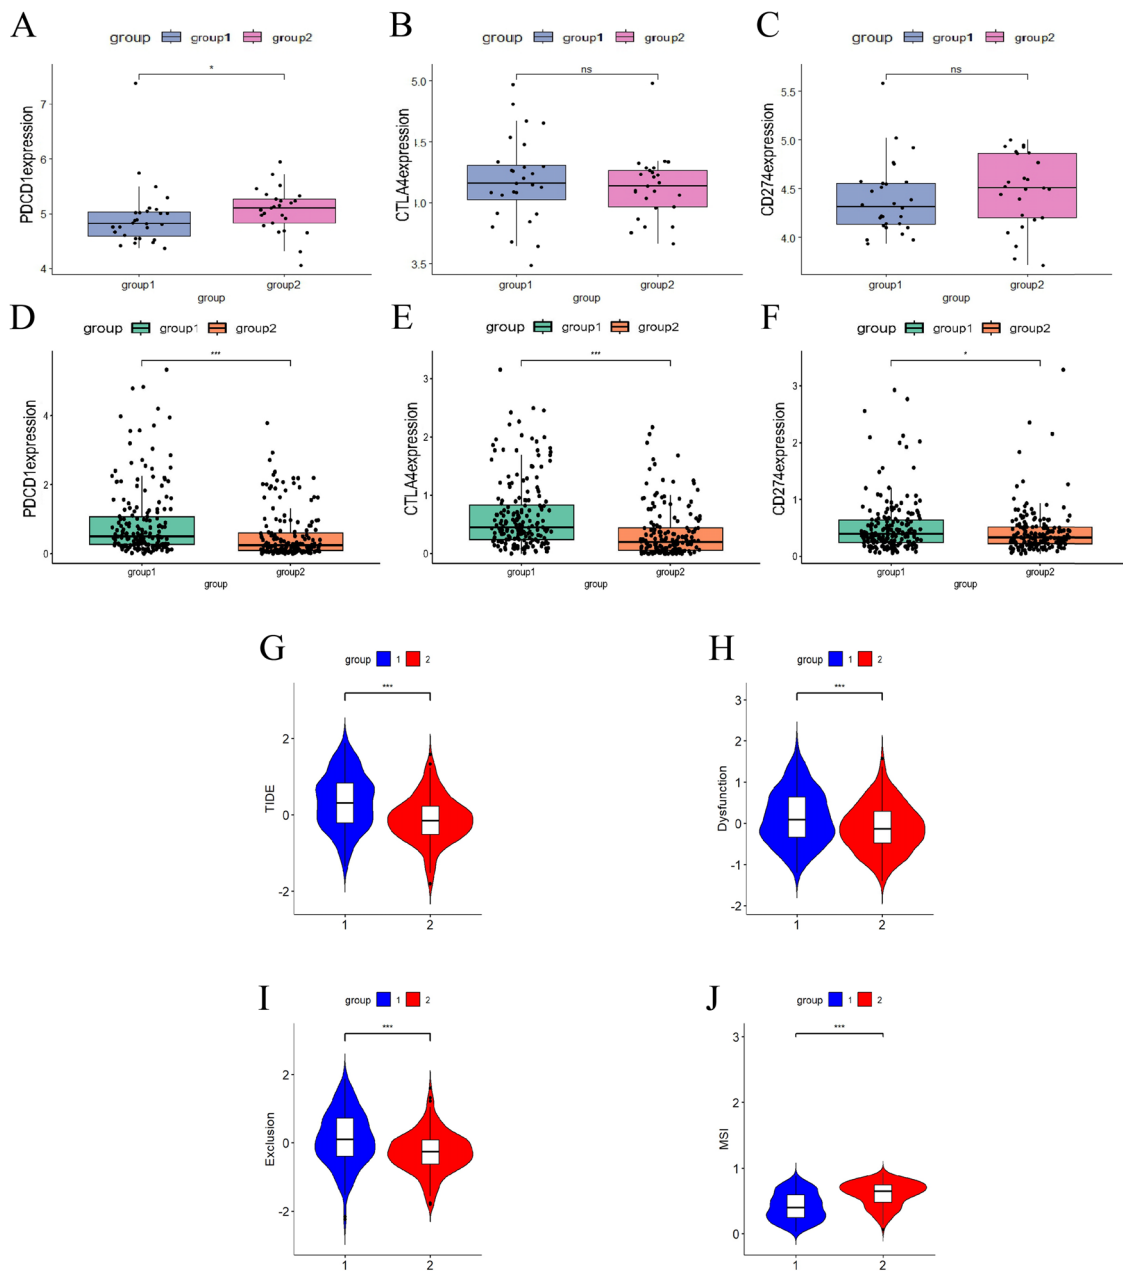 A
group group1 group2
*
PDCD1expression
7
6
5
4
group1 group2
group
B
group group1 group2
ns
CTLA4expression
5.0
1.5
1.0
3.5
group1 group2
group
C
group group1 group2
ns
CD274expression
5.5
5.0
4.5
4.0
group1 group2
group
D
group group1 group2
***
PDCD1expression
4
2
0
group1 group2
group
E
group group1 group2
***
CTLA4expression
3
2
1
0
group1 group2
group
F
group group1 group2
*
CD274expression
3
2
1
0
group1 group2
group
G
group 1 2
***
TIDE
2
0
-2
1 2
H
group 1 2
***
Dysfunction
3
2
1
0
-1
-2
1 2
I
group 1 2
***
Exclusion
2
0
-2
1 2
J
group 1 2
***
MSI
3
2
1
0
1 2